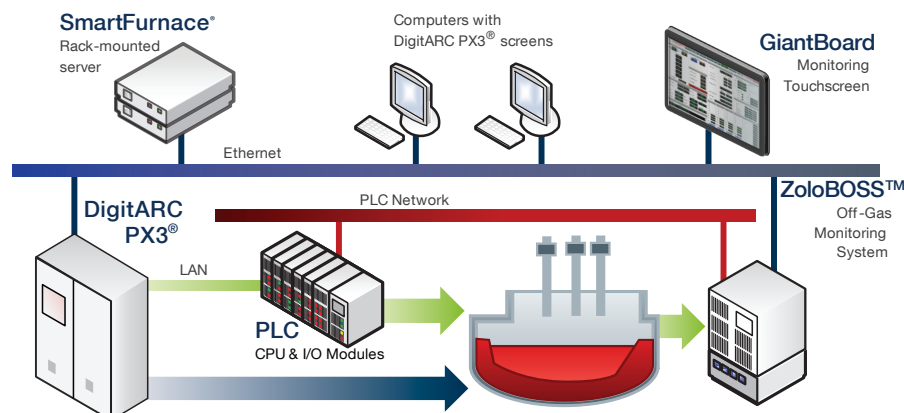 SmartFurnace®
Rack-mounted
server
Computers with
DigitARC PX3® screens
GiantBoard
Monitoring
Touchscreen
Ethernet
DigitARC
PX3®
PLC Network
ZoloBOSS™
Off-Gas
Monitoring
System
LAN
PLC
CPU & I/O Modules